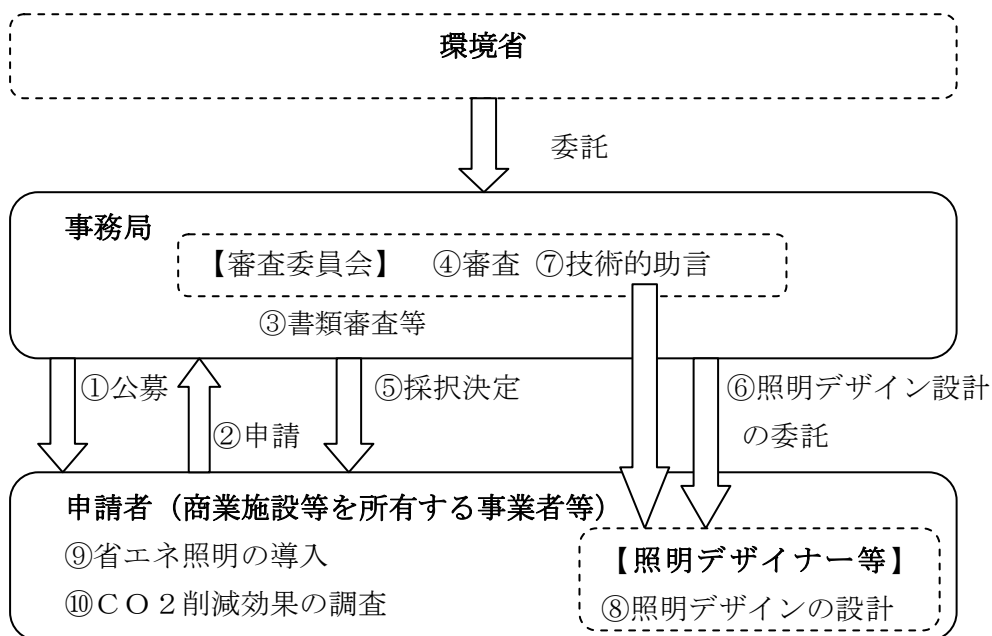 環境省
委託
事務局
【審査委員会】 ④審査 ⑦技術的助言
③書類審査等
①公募
②申請
⑤採択決定
⑥照明デザイン設計
の委託
申請者（商業施設等を所有する事業者等）
⑨省エネ照明の導入
⑩ＣＯ２削減効果の調査
【照明デザイナー等】
⑧照明デザインの設計